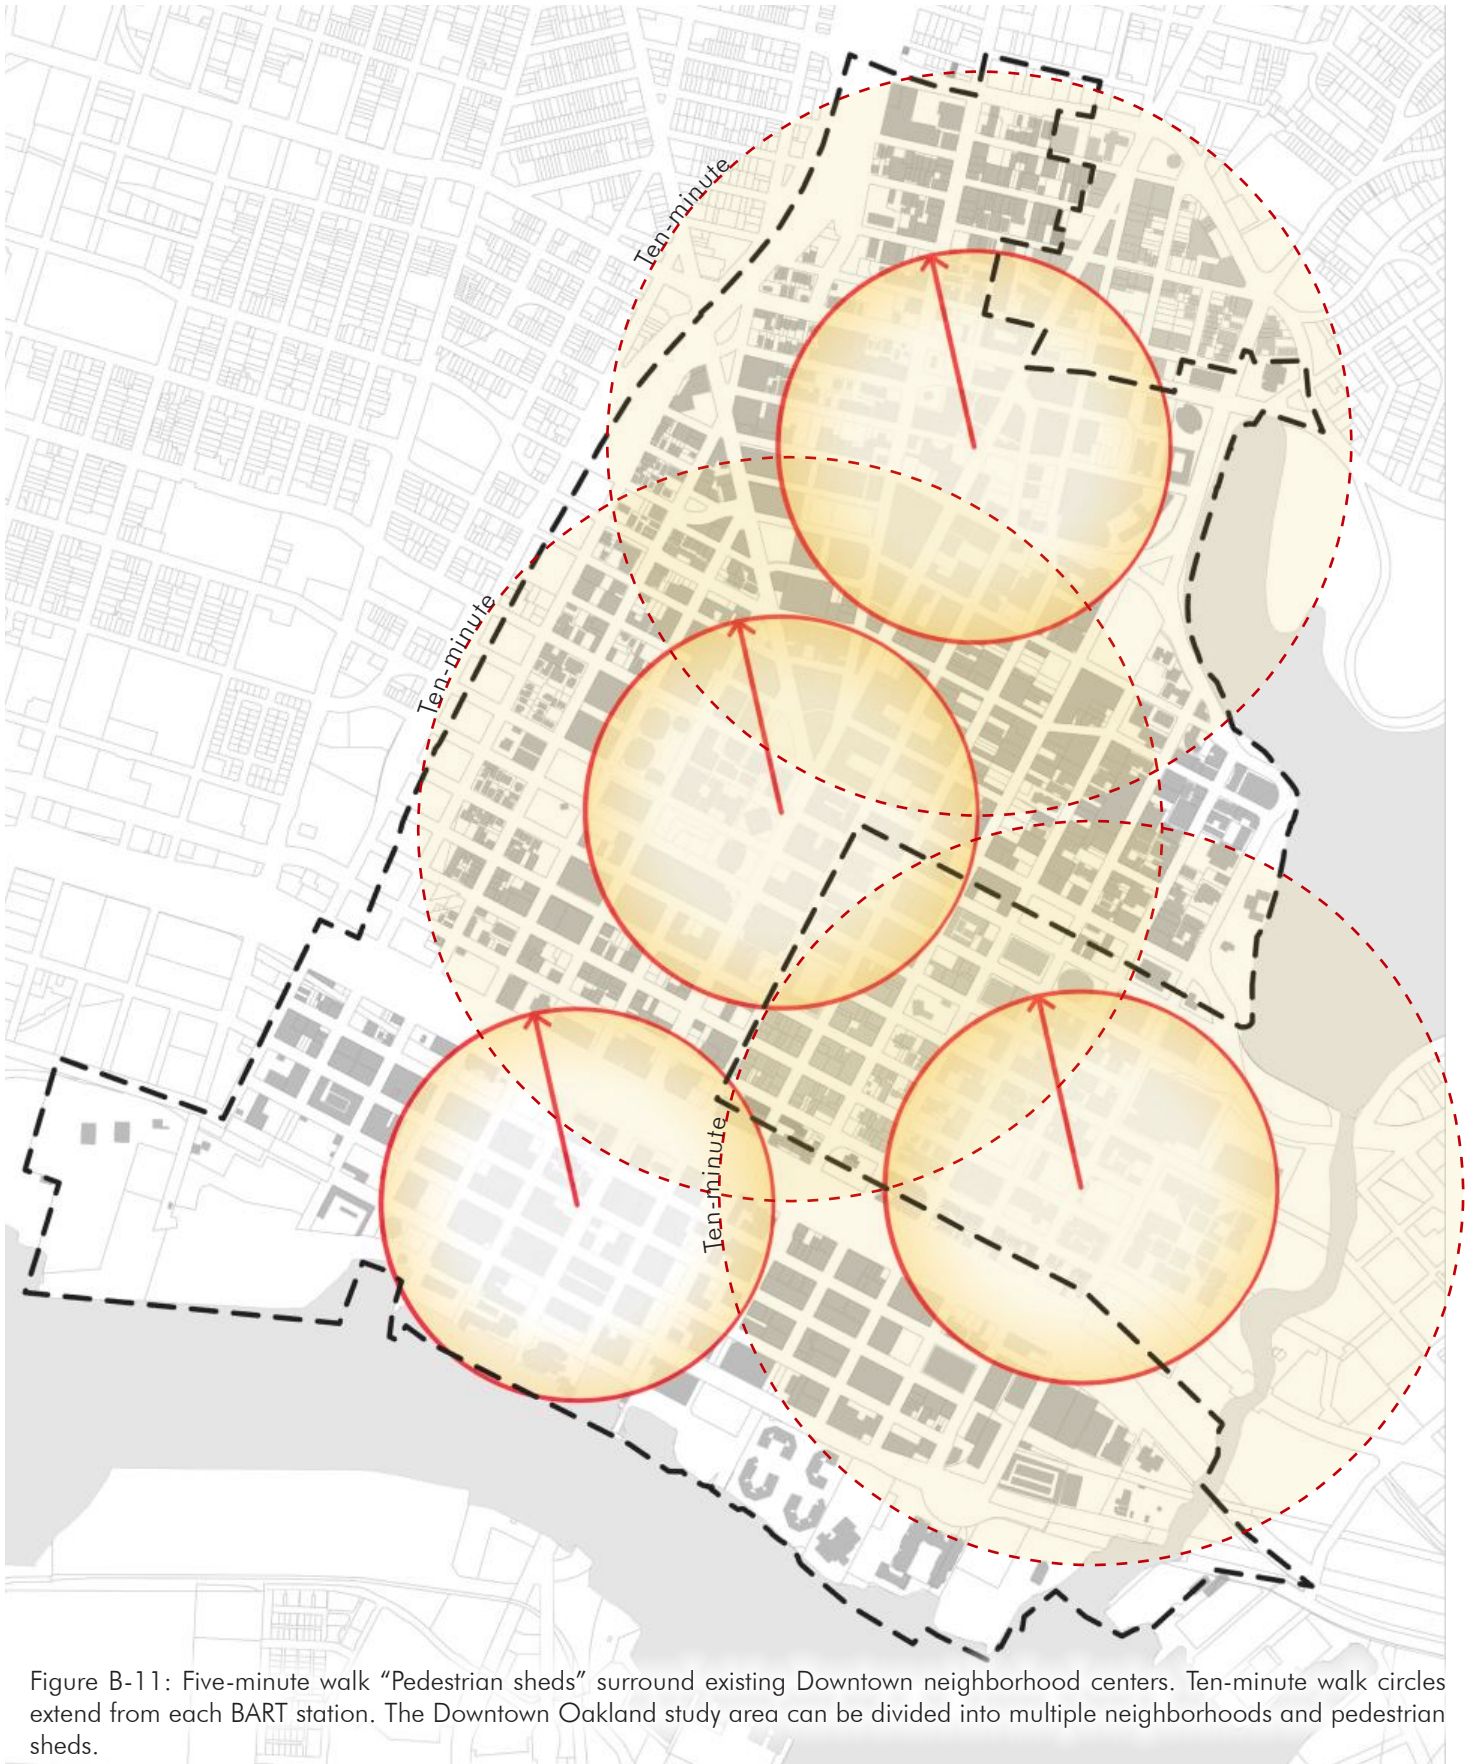 Ten-minute
Ten-minute
Ten-minute
Figure B-11: Five-minute walk “Pedestrian sheds” surround existing Downtown neighborhood centers. Ten-minute walk circles
extend from each BART station. The Downtown Oakland study area can be divided into multiple neighborhoods and pedestrian
sheds.